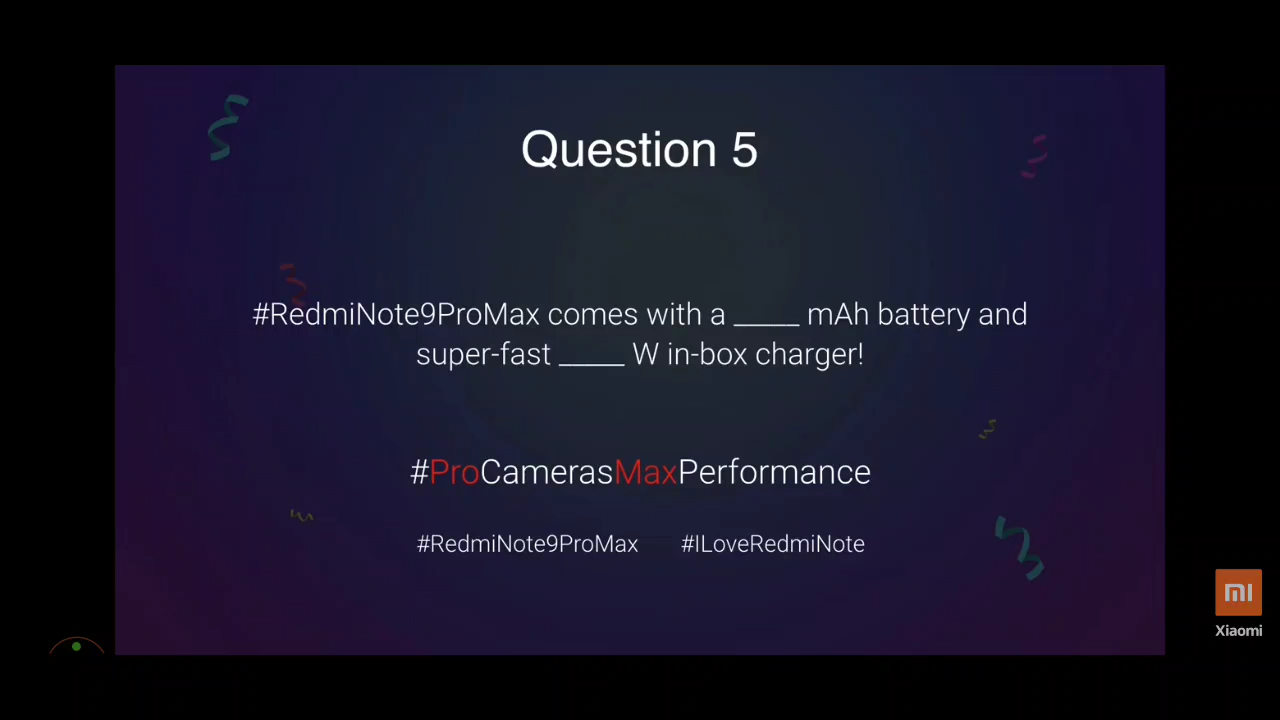 Question 5
#RedmiNote9ProMax comes with a _____ mAh battery and
super-fast _____ W in-box charger!
#ProCamerasMaxPerformance
#RedmiNote9ProMax #ILoveRedmiNote
MI
Xiaomi